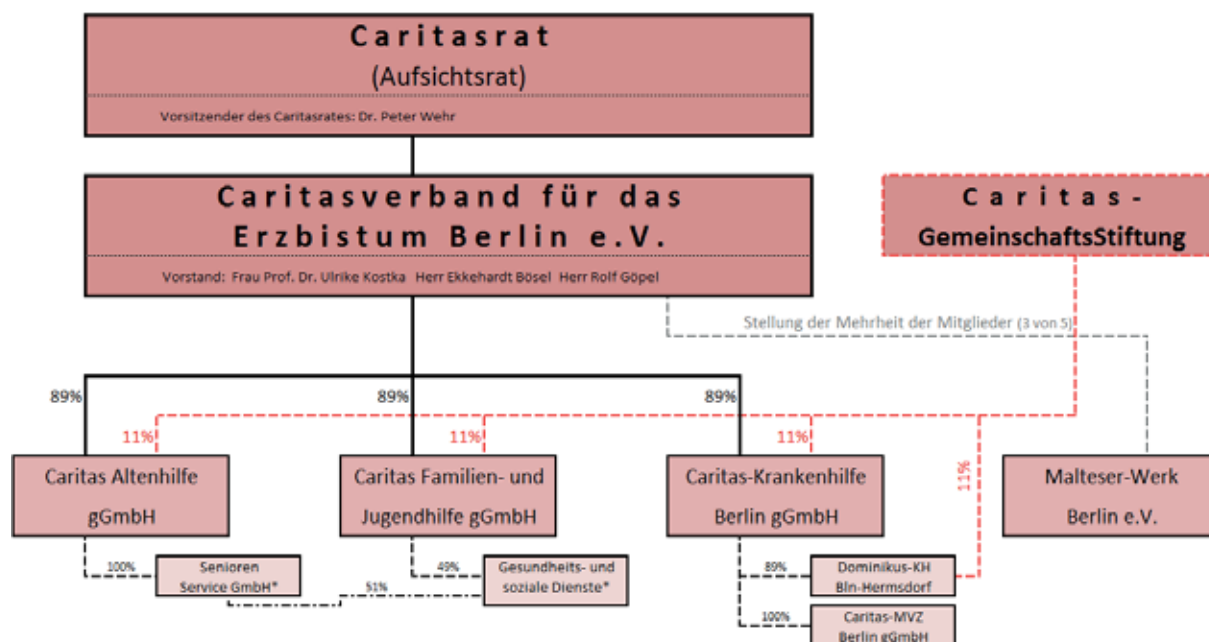 Caritasrat
(Aufsichtsrat)
Vorsitzender des Caritasrates: Dr. Peter Wehr
Caritasverband für das
Erzbistum Berlin e.V.
Vorstand: Frau Prof. Dr. Ulrike Kostka Herr Ekkehardt Bösel Herr Rolf Göpel
Caritas-
GemeinschaftsStiftung
Stellung der Mehrheit der Mitglieder (3 von 5)
89%
89%
89%
11%
11%
11%
11%
Caritas Altenhilfe
gGmbH
Caritas Familien- und
Jugendhilfe gGmbH
Caritas-Krankenhilfe
Berlin gGmbH
Malteser-Werk
Berlin e.V.
100%
Senioren
Service GmbH*
51%
49%
Gesundheits- und
soziale Dienste*
89%
Dominikus-KH
Bln-Hermsdorf
100%
Caritas-MVZ
Berlin gGmbH